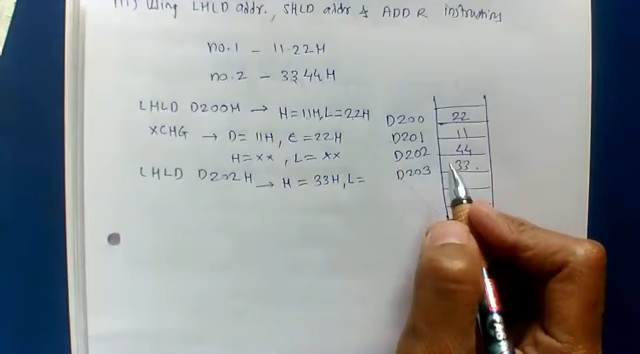 iii) Using LHLD addr., SHLD addr & ADD R instructions
no.1 - 1122H
no.2 - 3344H
LHLD D200H → H=11H, L=22H
XCHG → D=11H, E=22H
H=xx, L=xx
LHLD D202H → H=33H, L=
D200 22
D201 11
D202 44
D203 33